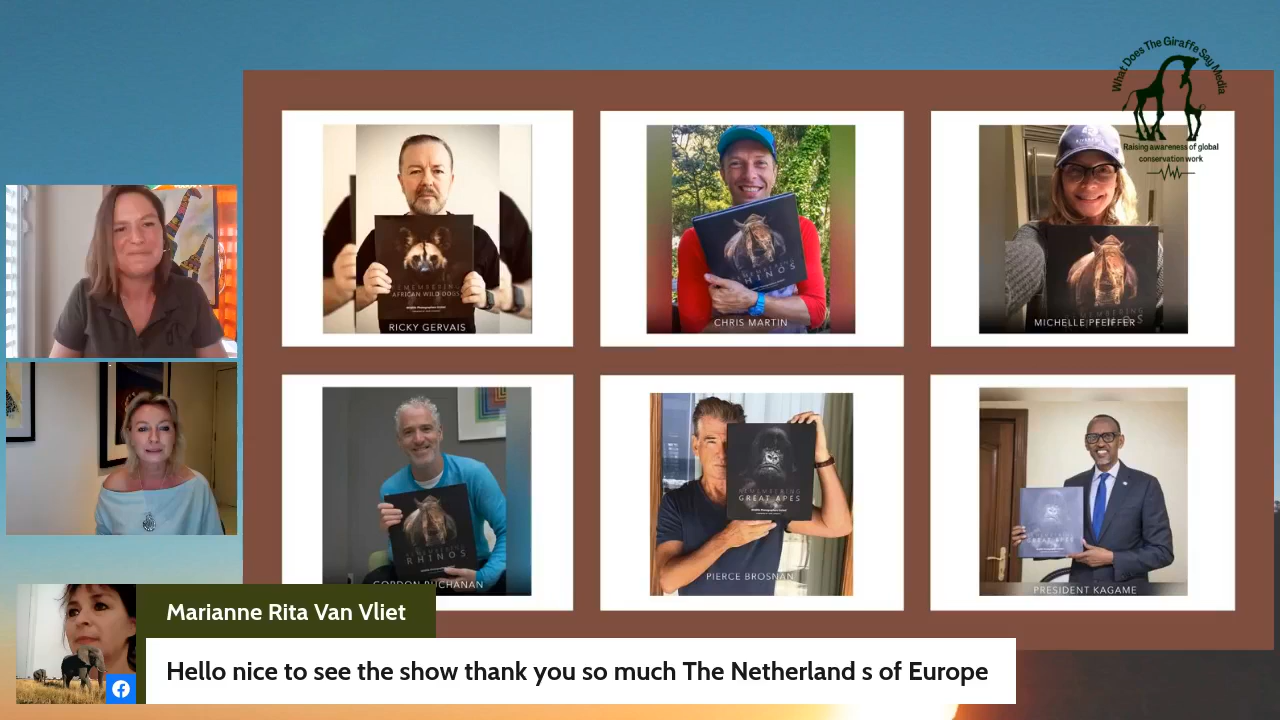 What Does The Giraffe Say Media
Raising awareness of global
conservation work
REMEMBERING
AFRICAN WILD DOGS
RICKY GERVAIS
REMEMBERING
RHINOS
CHRIS MARTIN
MICHELLE PFEIFFER
RHINOS
GORDON BUCHANAN
REMEMBERING
GREAT APES
PIERCE BROSNAN
GREAT APES
PRESIDENT KAGAME
Marianne Rita Van Vliet
Hello nice to see the show thank you so much The Netherland s of Europe